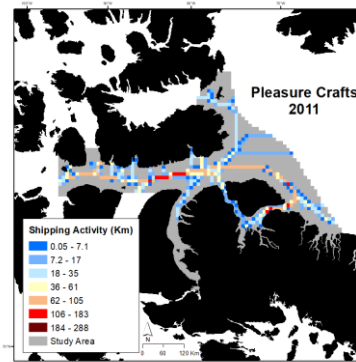 Pleasure Crafts
2011
Shipping Activity (Km)
0.05 - 7.1
7.2 - 17
18 - 35
36 - 61
62 - 105
106 - 183
184 - 288
Study Area
N
0
60
120 Km